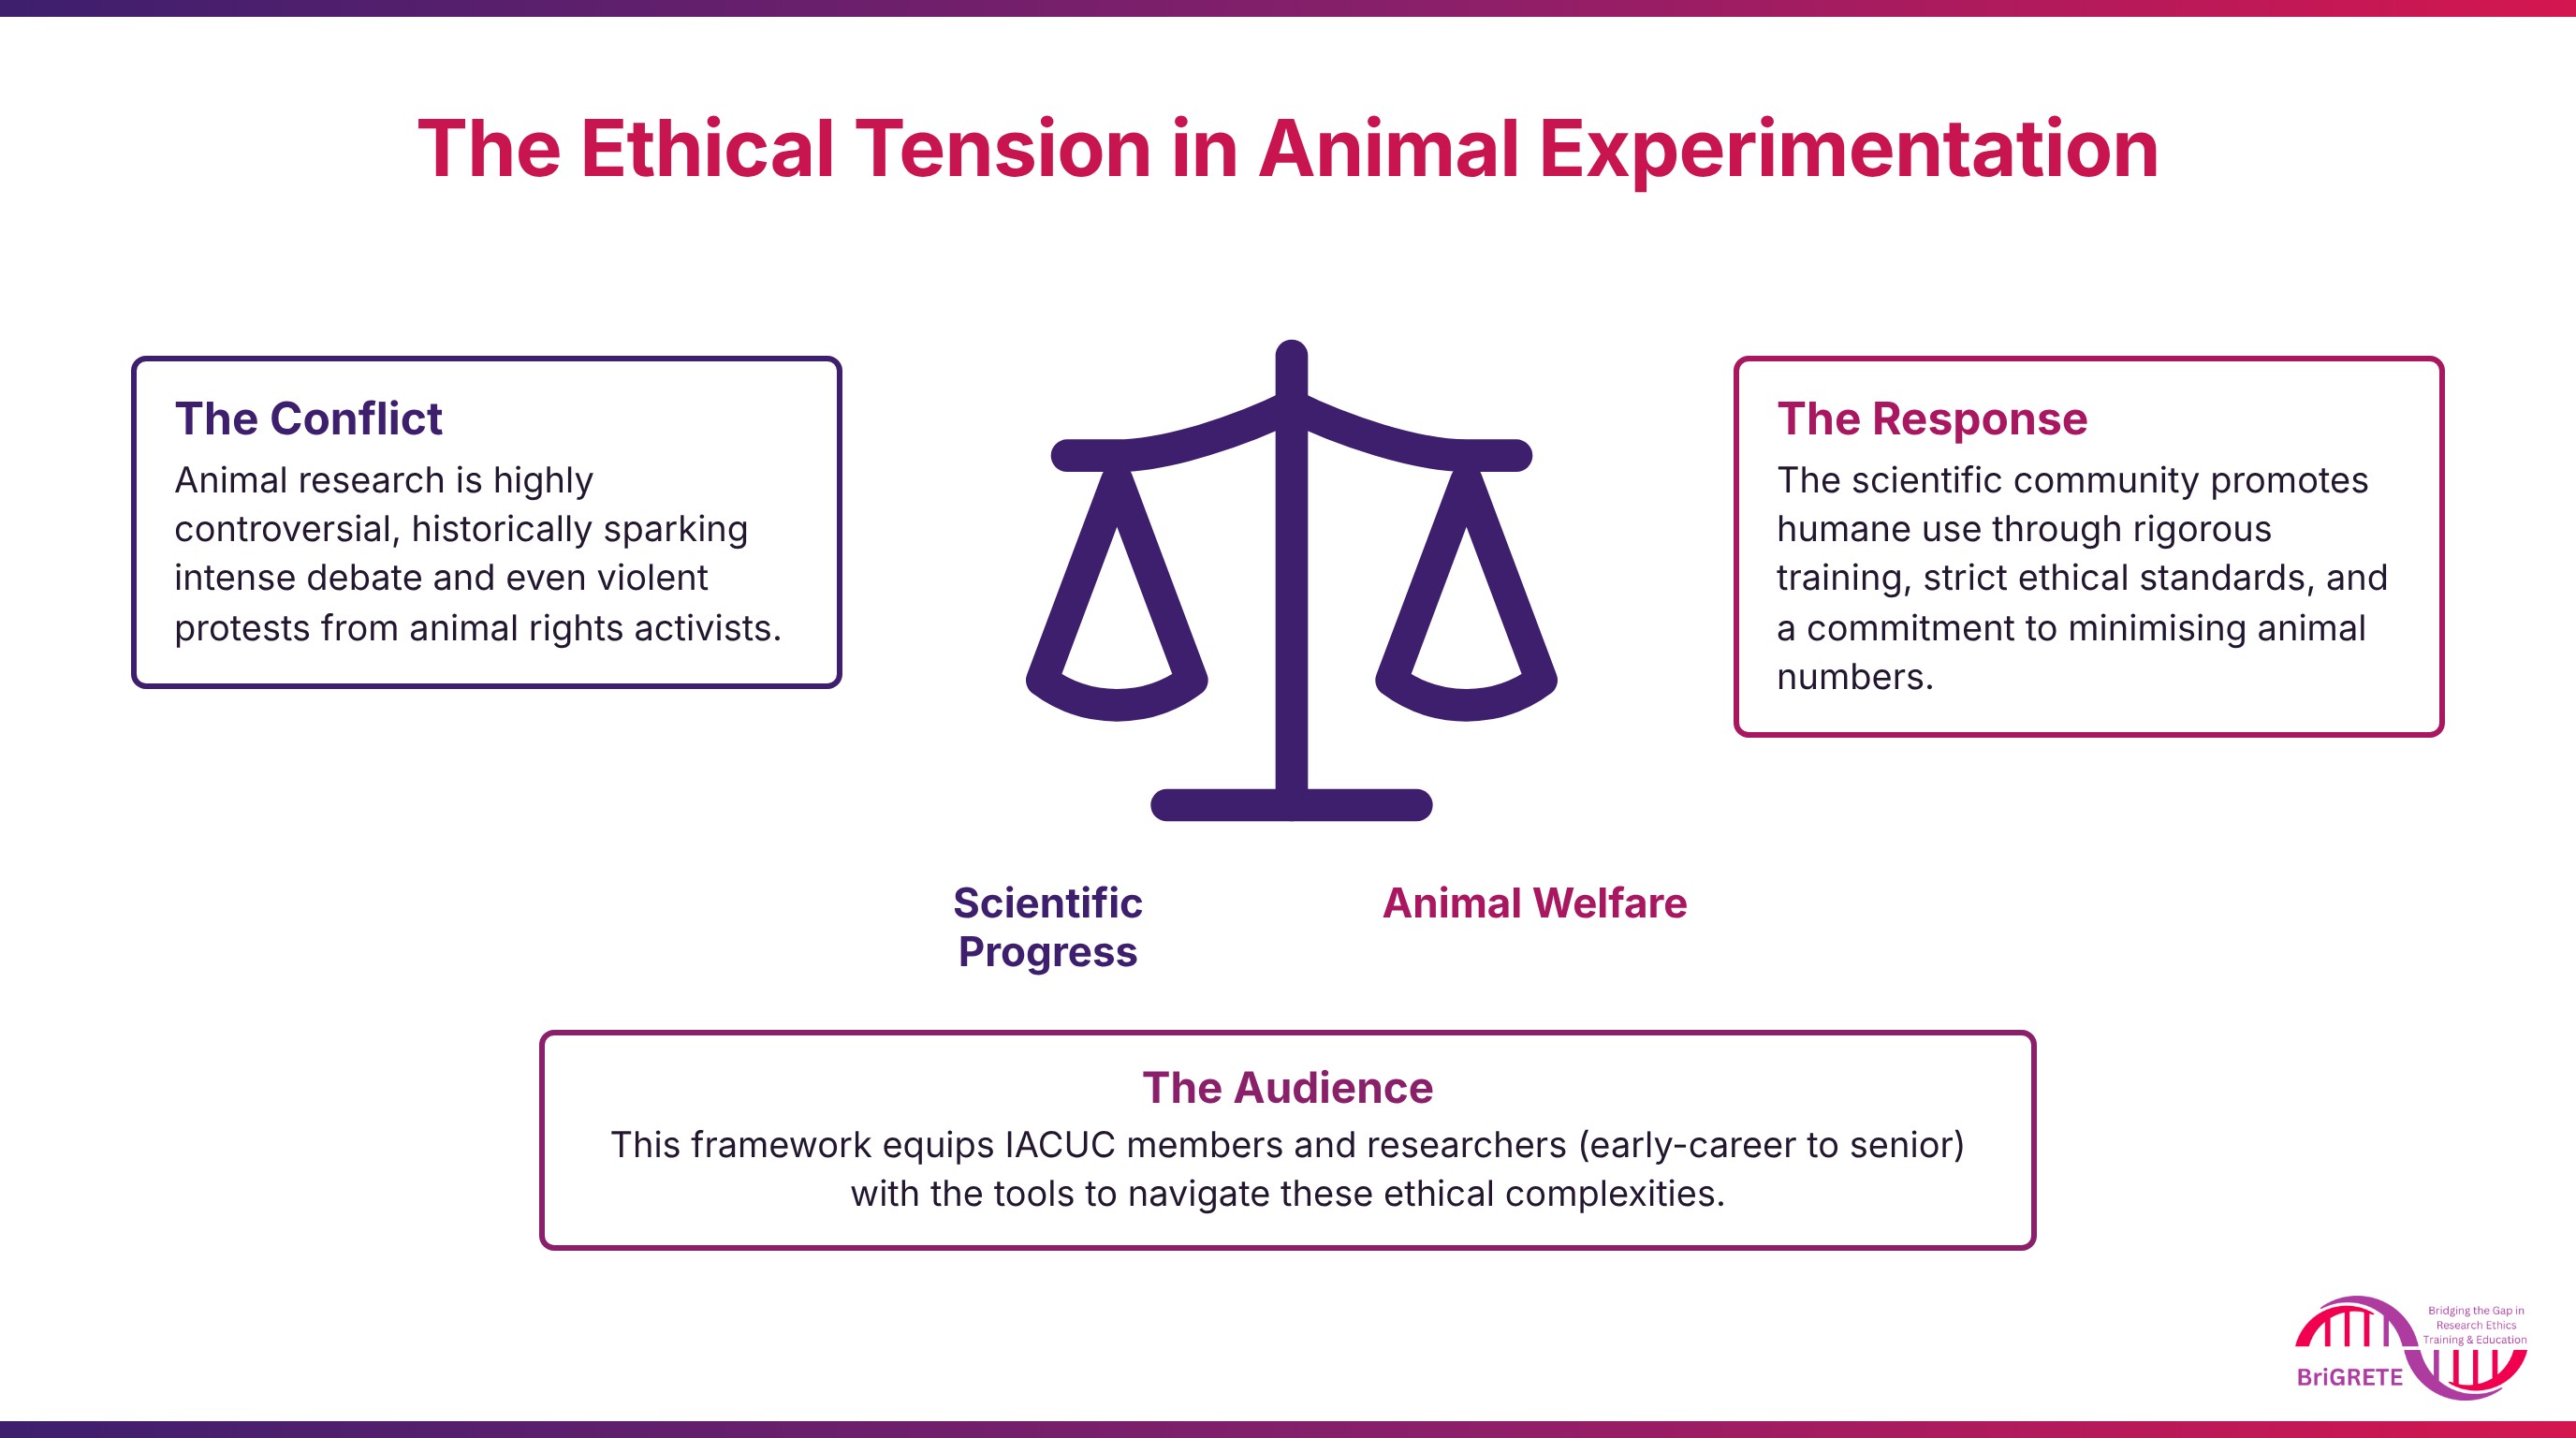 The Ethical Tension in Animal Experimentation
The Conflict
Animal research is highly
controversial, historically sparking
intense debate and even violent
protests from animal rights activists.
The Response
The scientific community promotes
humane use through rigorous
training, strict ethical standards, and
a commitment to minimising animal
numbers.
Scientific
Progress
Animal Welfare
The Audience
This framework equips IACUC members and researchers (early-career to senior)
with the tools to navigate these ethical complexities.
Bridging the Gap in
Research Ethics
Training & Education
BriGRETE